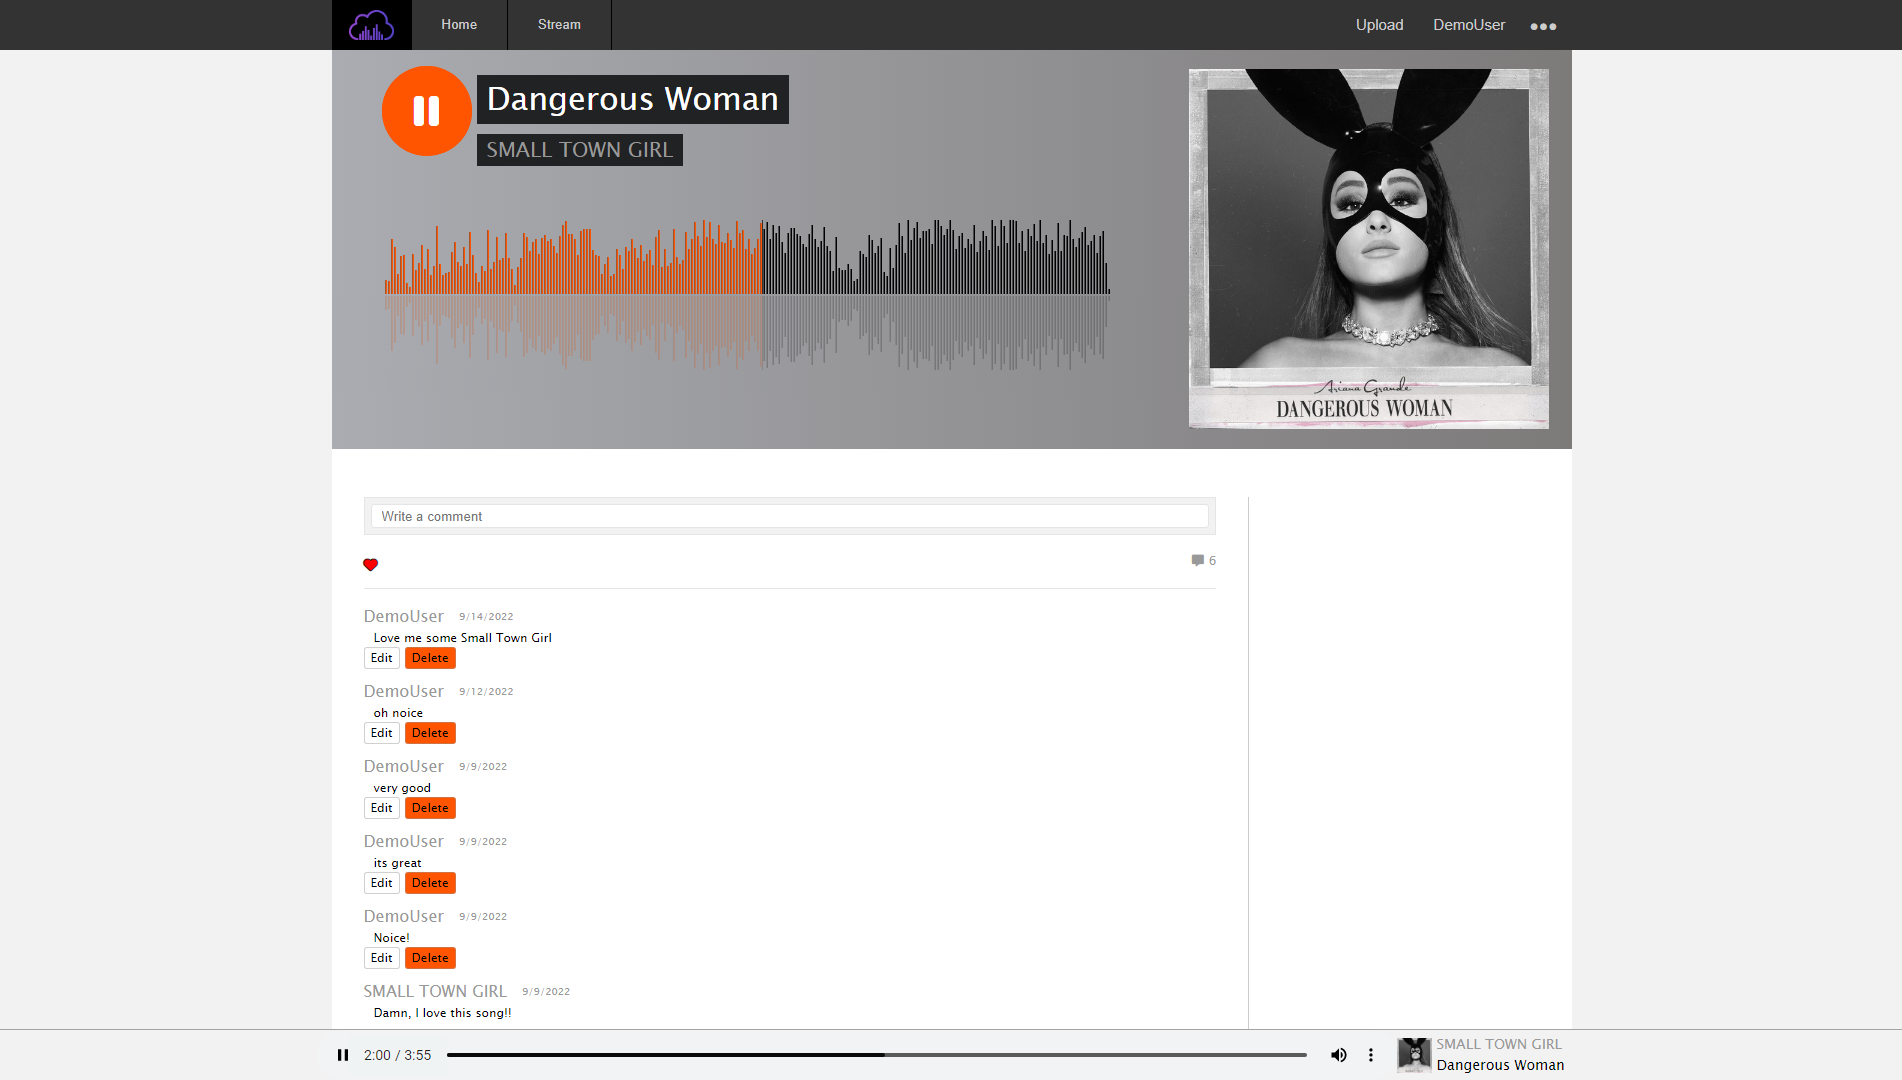 Home
Stream
Upload
DemoUser
Dangerous Woman
SMALL TOWN GIRL
Ariana Grande
DANGEROUS WOMAN
Write a comment
6
DemoUser 9/14/2022
Love me some Small Town Girl
Edit Delete
DemoUser 9/12/2022
oh noice
Edit Delete
DemoUser 9/9/2022
very good
Edit Delete
DemoUser 9/9/2022
its great
Edit Delete
DemoUser 9/9/2022
Noice!
Edit Delete
SMALL TOWN GIRL 9/9/2022
Damn, I love this song!!
2:00 / 3:55
SMALL TOWN GIRL
Dangerous Woman